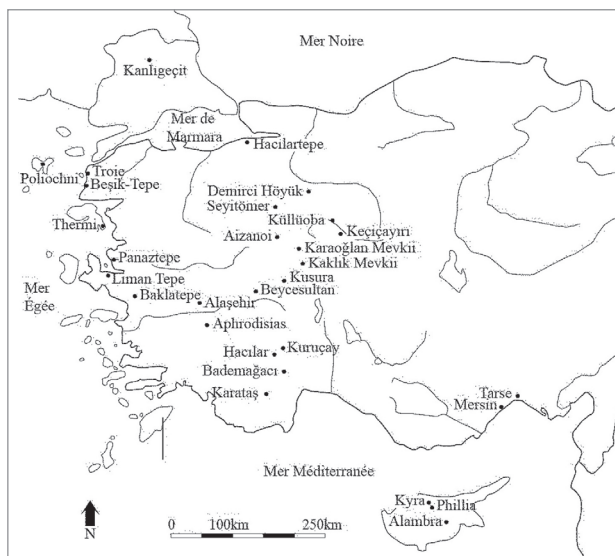 Mer Noire
Kanlıgeçit
Mer de
Marmara
Hacılartepe
Poliochni
Troie
Beşik-Tepe
Demirci Höyük
Seyitömer
Küllüoba
Thermi
Aizanoi
Keçiçayırı
Karaoğlan Mevkii
Panaztepe
Kaklık Mevkii
Liman Tepe
Kusura
Mer
Égée
Baklatepe
Beycesultan
Alaşehir
Aphrodisias
Kuruçay
Hacılar
Bademağacı
Karataş
Tarse
Mersin
Mer Méditerranée
Kyra
Phillia
Alambra
N
0 100km 250km